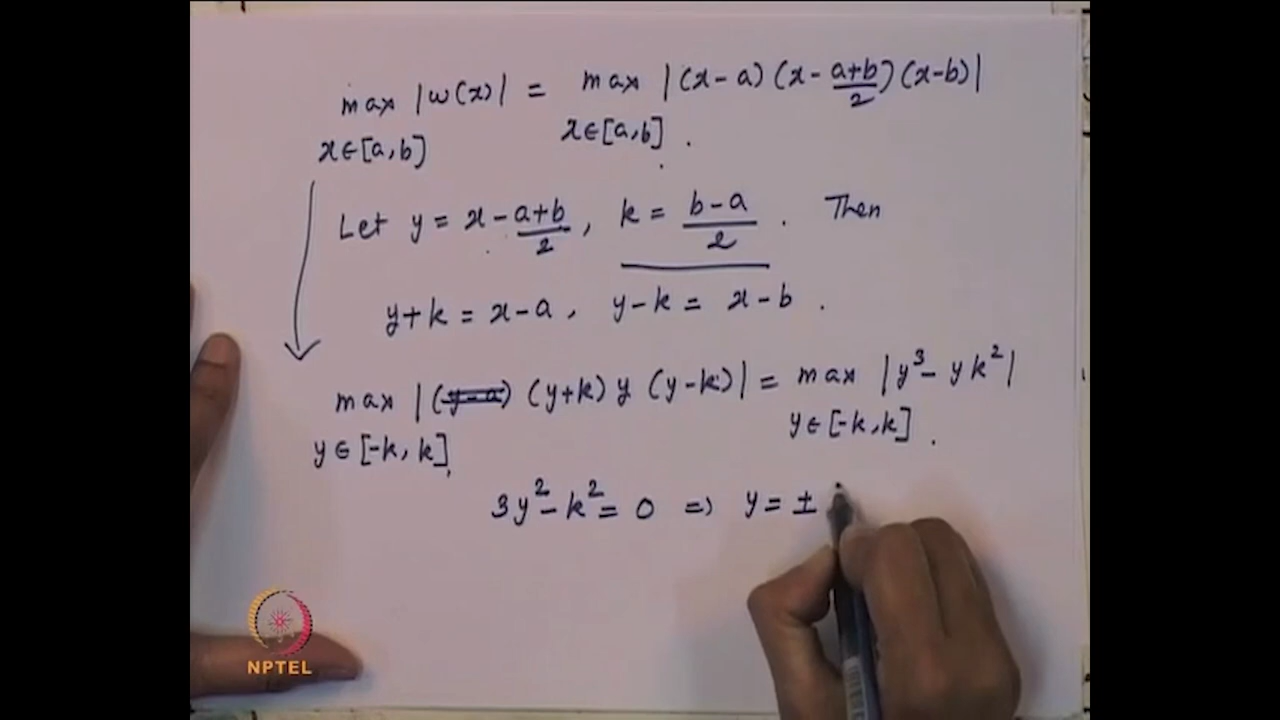 max |w(x)| = max |(x-a) (x- a+b/2) (x-b)|
x∈[a,b] x∈[a,b] .
Let y = x - a+b/2 , k = b-a/2 . Then
y+k = x-a , y-k = x-b .
max |(y-a) (y+k) y (y-k)| = max |y³ - yk²|
y∈[-k, k] y∈[-k,k] .
3y² - k² = 0 ⇒ y = ±
NPTEL